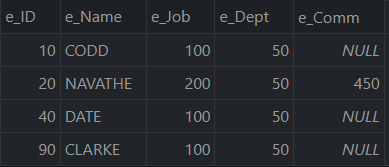 e_ID e_Name e_Job e_Dept e_Comm
10 CODD 100 50 NULL
20 NAVATHE 200 50 450
40 DATE 100 50 NULL
90 CLARKE 100 50 NULL